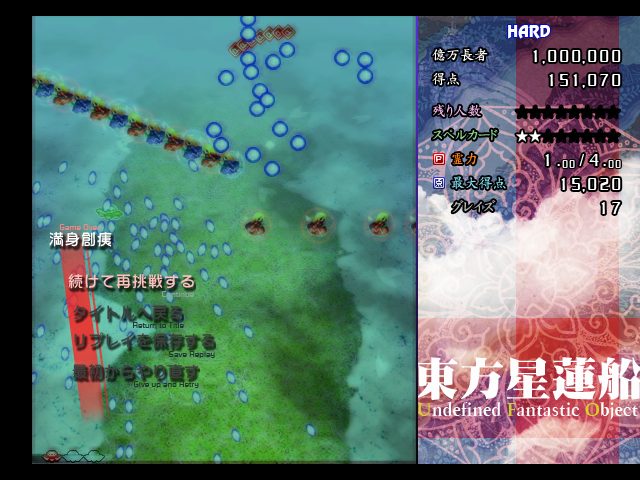 HARD
億万長者 1,000,000
得点 151,070
残り人数
スペルカード
P 霊力 1.00/4.00
点 最大得点 15,020
グレイズ 17
Game Over
満身創痍
続けて再挑戦する
Continue
タイトルへ戻る
Return to Title
リプレイを保存する
Save Replay
最初からやり直す
Give up and Retry
東方星蓮船
Undefined Fantastic Object